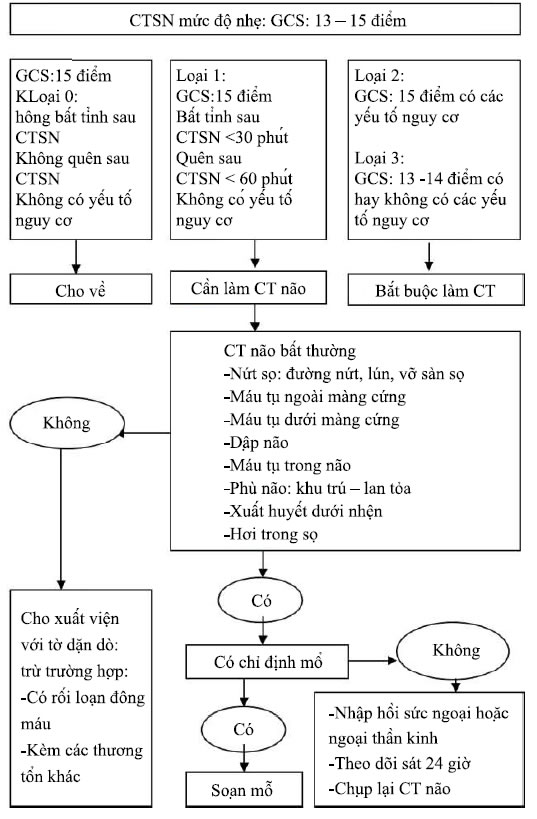 CTSN mức độ nhẹ: GCS: 13 – 15 điểm
GCS:15 điểm
KLoại 0:
hông bất tỉnh sau
CTSN
Không quên sau
CTSN
Không có yếu tố
nguy cơ
Loại 1:
GCS:15 điểm
Bất tỉnh sau
CTSN <30 phút
Quên sau
CTSN < 60 phút
Không có yếu tố
nguy cơ
Loại 2:
GCS: 15 điểm có các
yếu tố nguy cơ
Loại 3:
GCS: 13 -14 điểm có
hay không có các yếu
tố nguy cơ
Cho về
Cần làm CT não
Bắt buộc làm CT
CT não bất thường
-Nứt sọ: đường nứt, lún, vỡ sàn sọ
-Máu tụ ngoài màng cứng
-Máu tụ dưới màng cứng
-Dập não
-Máu tụ trong não
-Phù não: khu trú – lan tỏa
-Xuất huyết dưới nhện
-Hơi trong sọ
Không
Có
Cho xuất viện
với tờ dặn dò:
trừ trường hợp:
-Có rối loạn đông
máu
-Kèm các thương
tổn khác
Có chỉ định mổ
Không
Có
Soạn mỗ
-Nhập hồi sức ngoại hoặc
ngoại thần kinh
-Theo dõi sát 24 giờ
-Chụp lại CT não